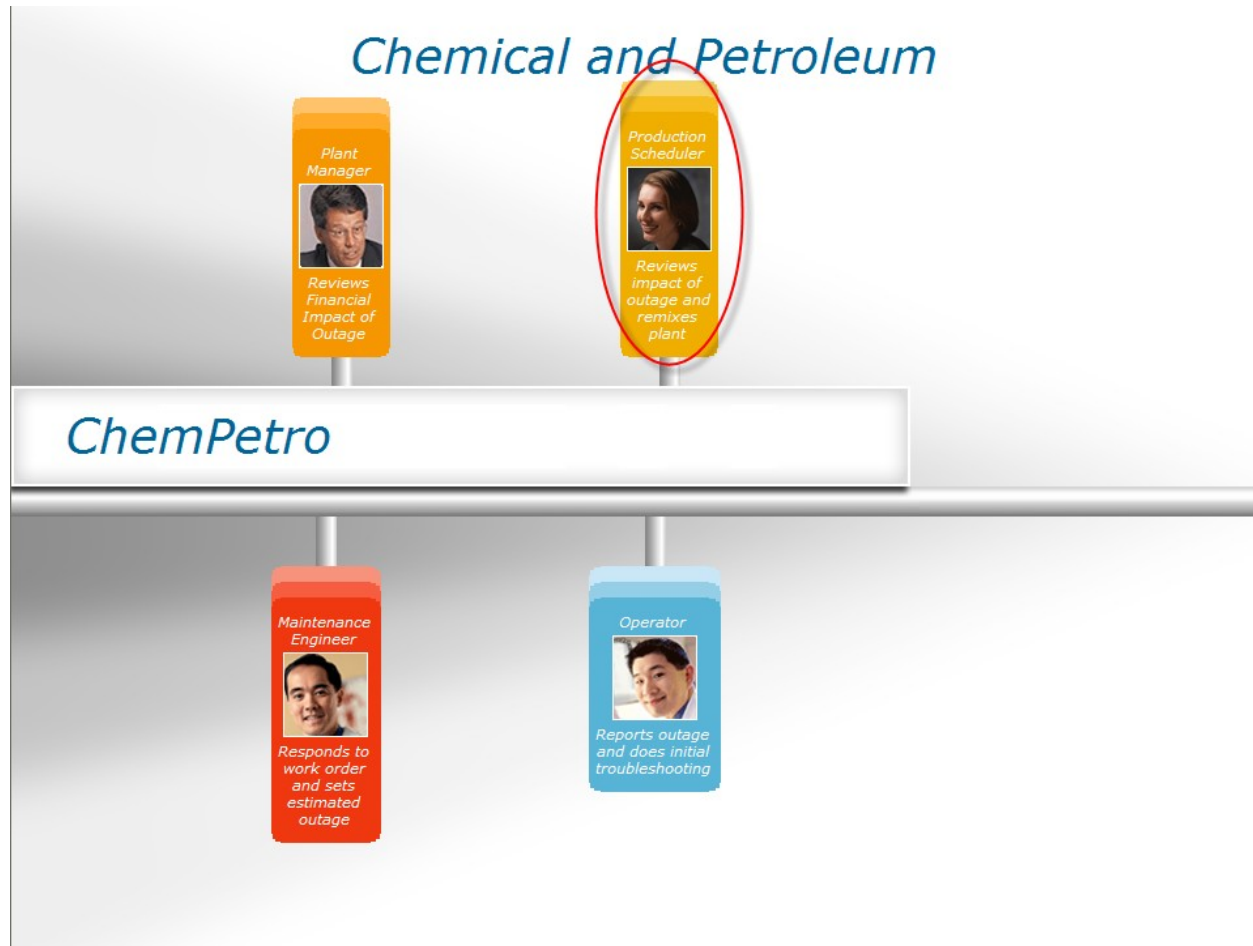 Chemical and Petroleum
Plant
Manager
Reviews
Financial
Impact of
Outage
Production
Scheduler
Reviews
impact of
outage and
remixes
plant
ChemPetro
Maintenance
Engineer
Responds to
work order
and sets
estimated
outage
Operator
Reports outage
and does initial
troubleshooting